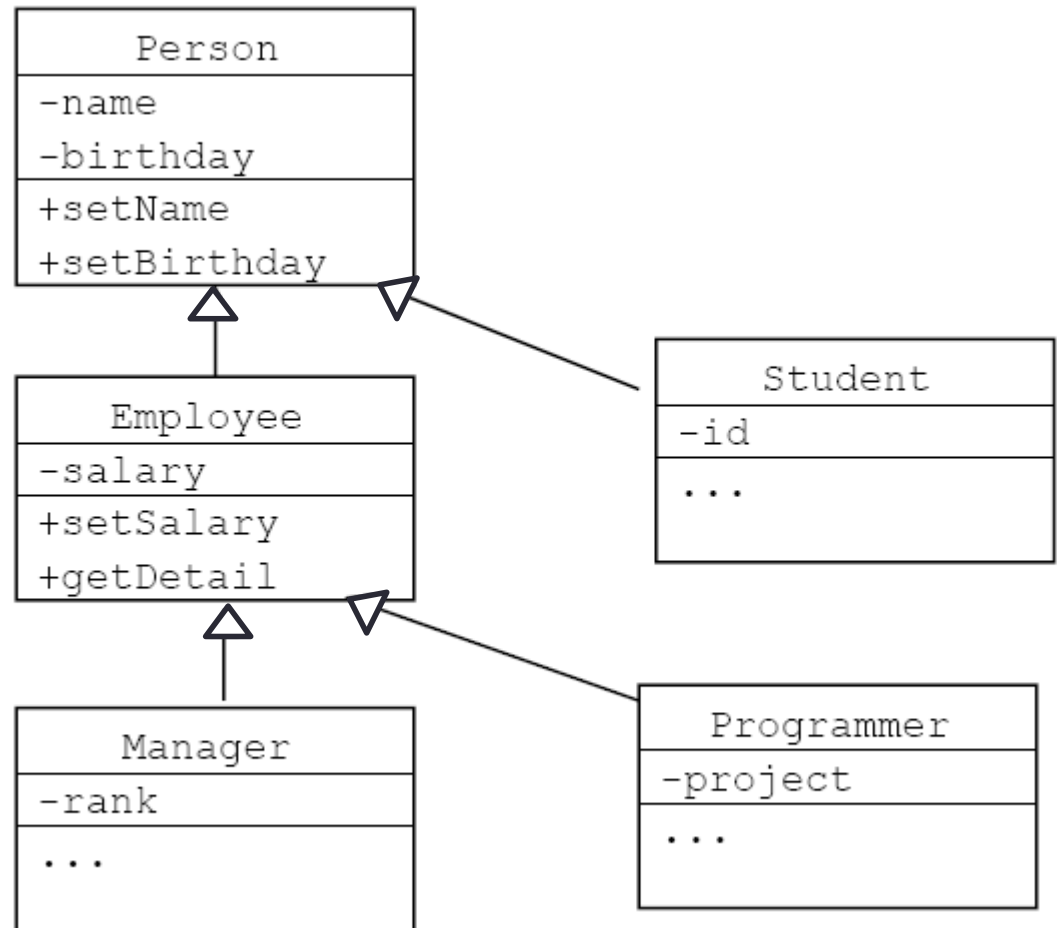 Person
-name
-birthday
+setName
+setBirthday
Employee
-salary
+setSalary
+getDetail
Student
-id
...
Manager
-rank
...
Programmer
-project
...